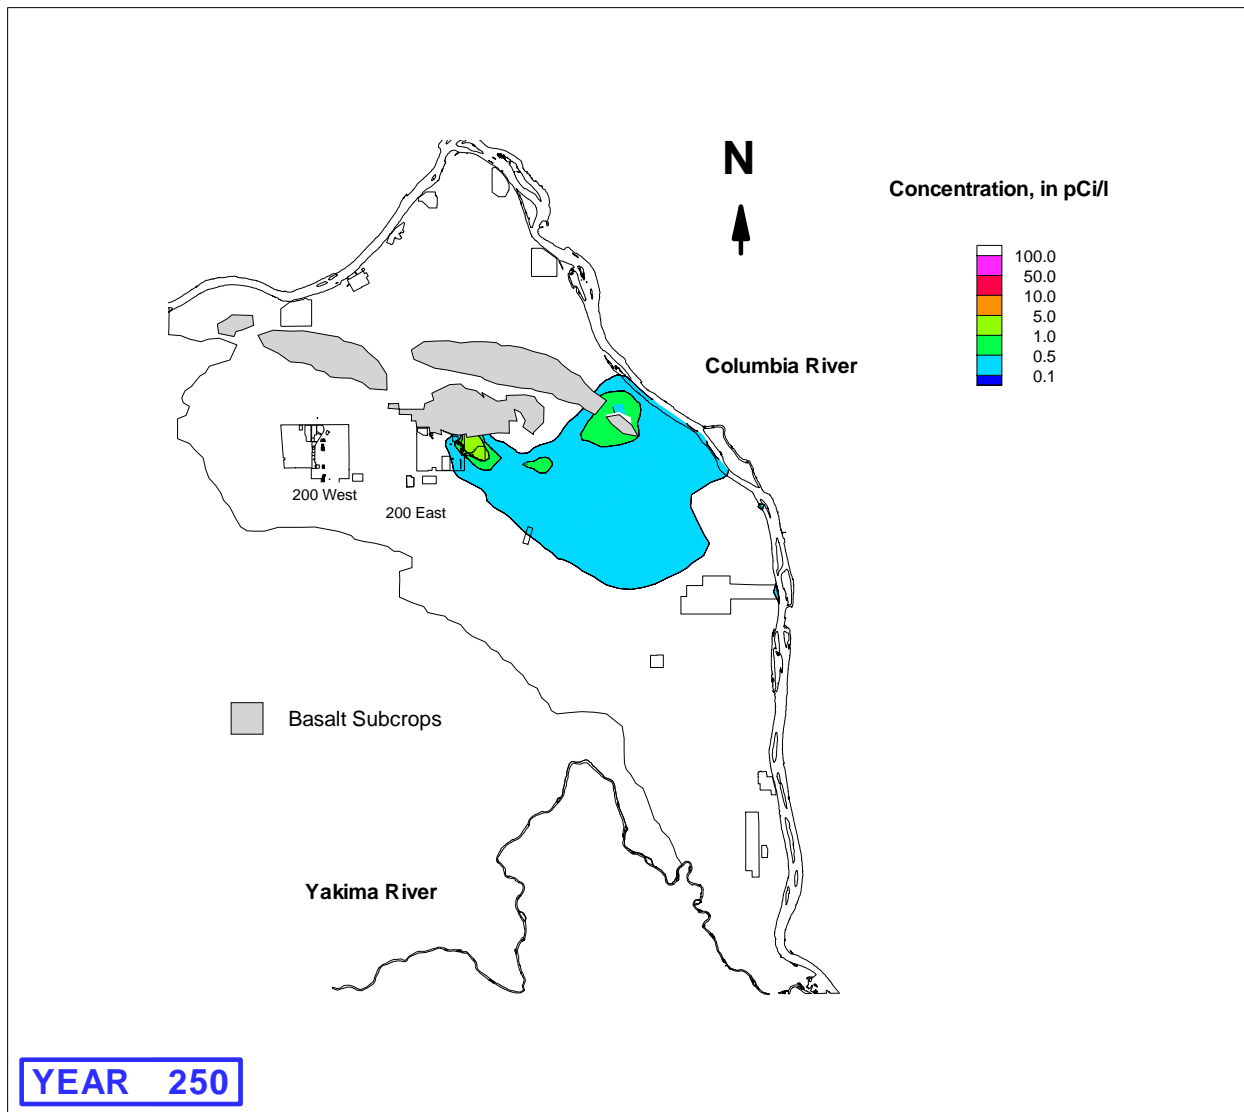 N
Concentration, in pCi/l
100.0
50.0
10.0
5.0
1.0
0.5
0.1
Columbia River
200 West
200 East
Basalt Subcrops
Yakima River
YEAR 250